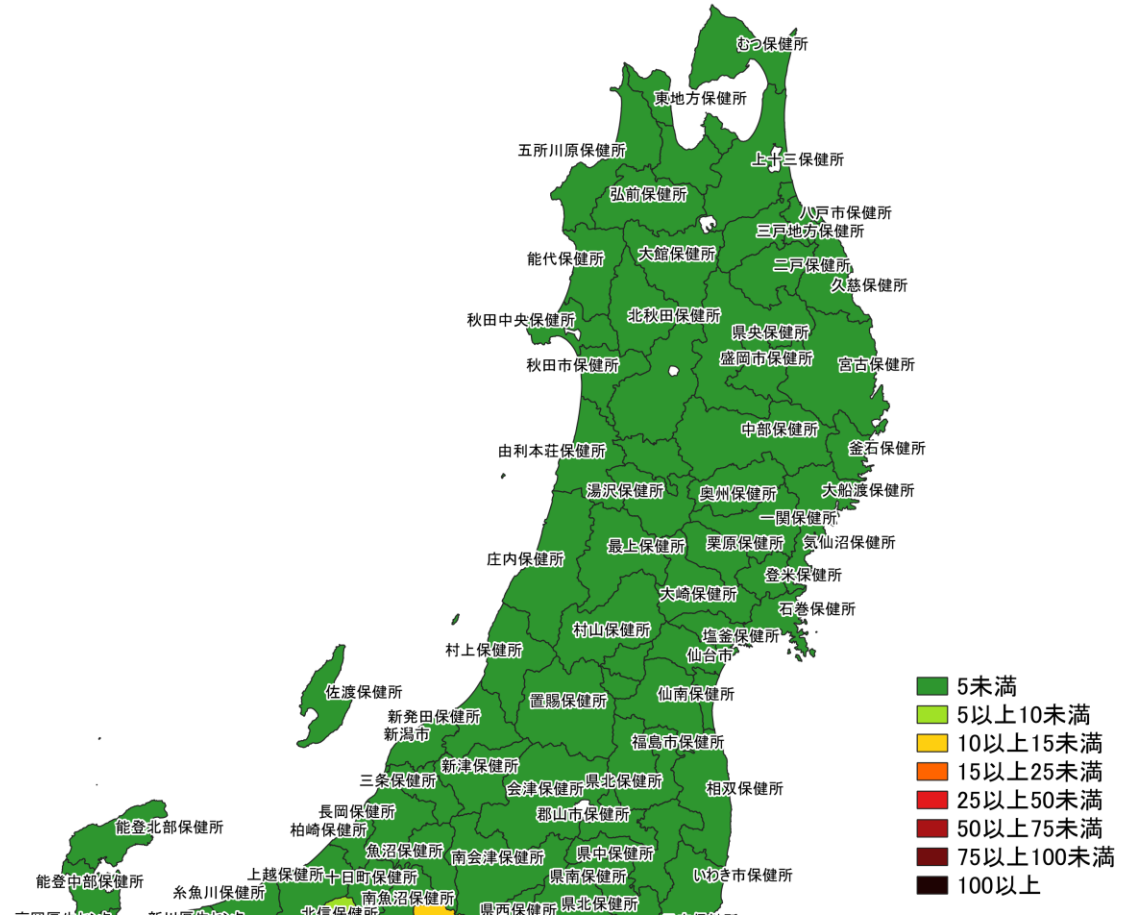 むつ保健所
東地方保健所
五所川原保健所
上十三保健所
弘前保健所
八戸市保健所
三戸地方保健所
大館保健所
能代保健所
二戸保健所
久慈保健所
北秋田保健所
秋田中央保健所
県央保健所
盛岡市保健所
秋田市保健所
宮古保健所
中部保健所
由利本荘保健所
釜石保健所
湯沢保健所
奥州保健所
大船渡保健所
一関保健所
最上保健所
栗原保健所
気仙沼保健所
庄内保健所
登米保健所
大崎保健所
石巻保健所
村山保健所
塩釜保健所
村上保健所
仙台市
佐渡保健所
置賜保健所
仙南保健所
新発田保健所
新潟市
福島市保健所
新津保健所
三条保健所
会津保健所
県北保健所
相双保健所
長岡保健所
郡山市保健所
柏崎保健所
能登北部保健所
魚沼保健所
南会津保健所
県中保健所
上越保健所
十日町保健所
県南保健所
いわき市保健所
能登中部保健所
糸魚川保健所
南魚沼保健所
北信保健所
県西保健所
県北保健所
5未満
5以上10未満
10以上15未満
15以上25未満
25以上50未満
50以上75未満
75以上100未満
100以上